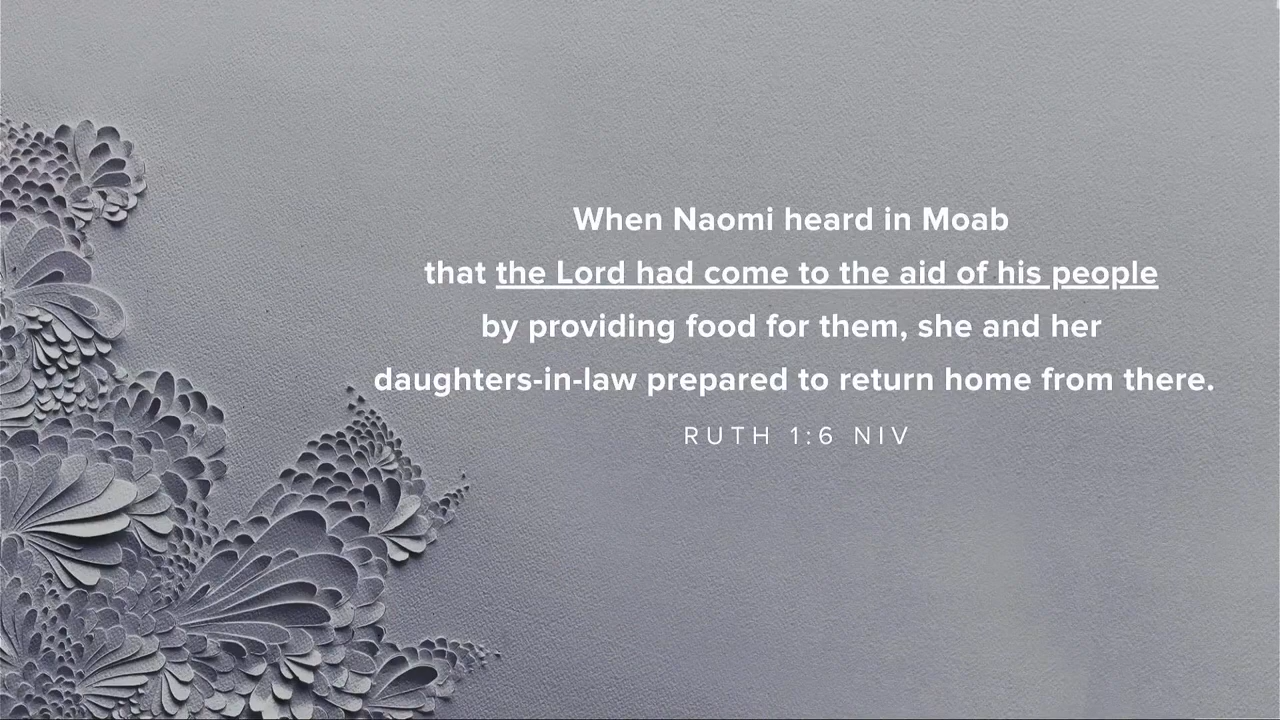 When Naomi heard in Moab
that the Lord had come to the aid of his people
by providing food for them, she and her
daughters-in-law prepared to return home from there.
RUTH 1:6 NIV